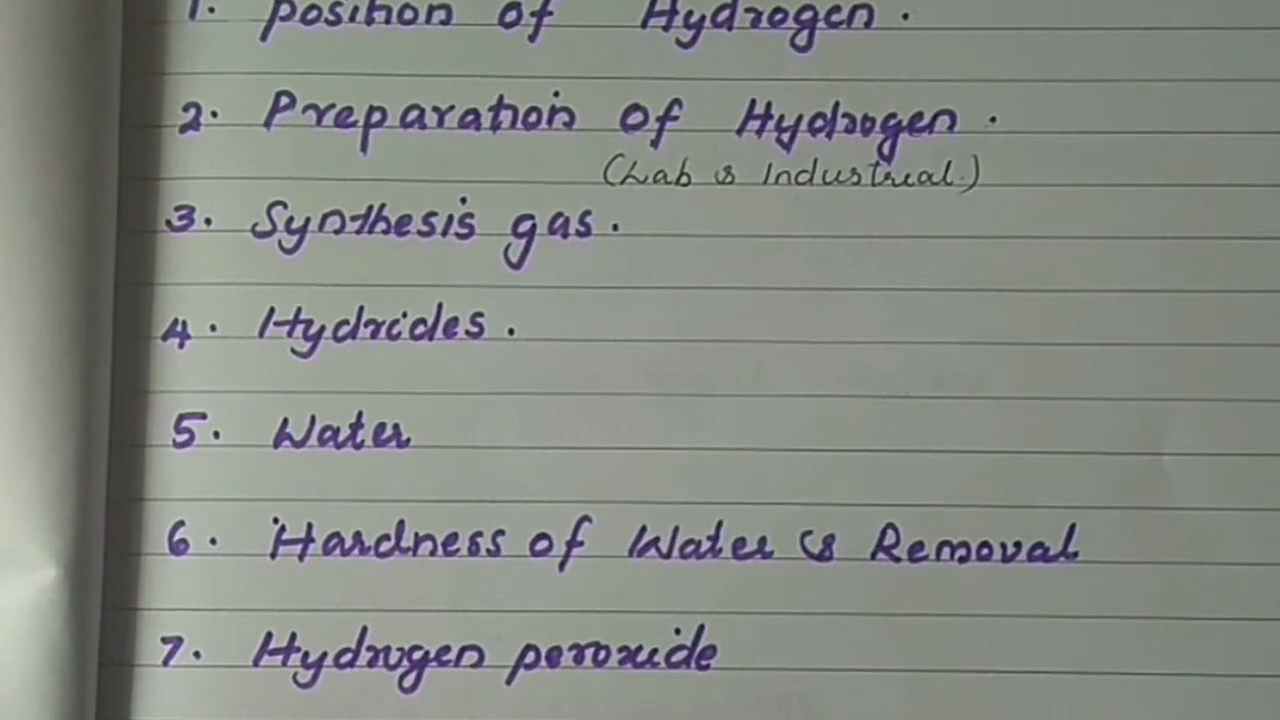 1. position of Hydrogen.
2. Preparation of Hydrogen.
(Lab & Industrial.)
3. Synthesis gas.
4. Hydrides.
5. Water
6. Hardness of Water & Removal
7. Hydrogen peroxide